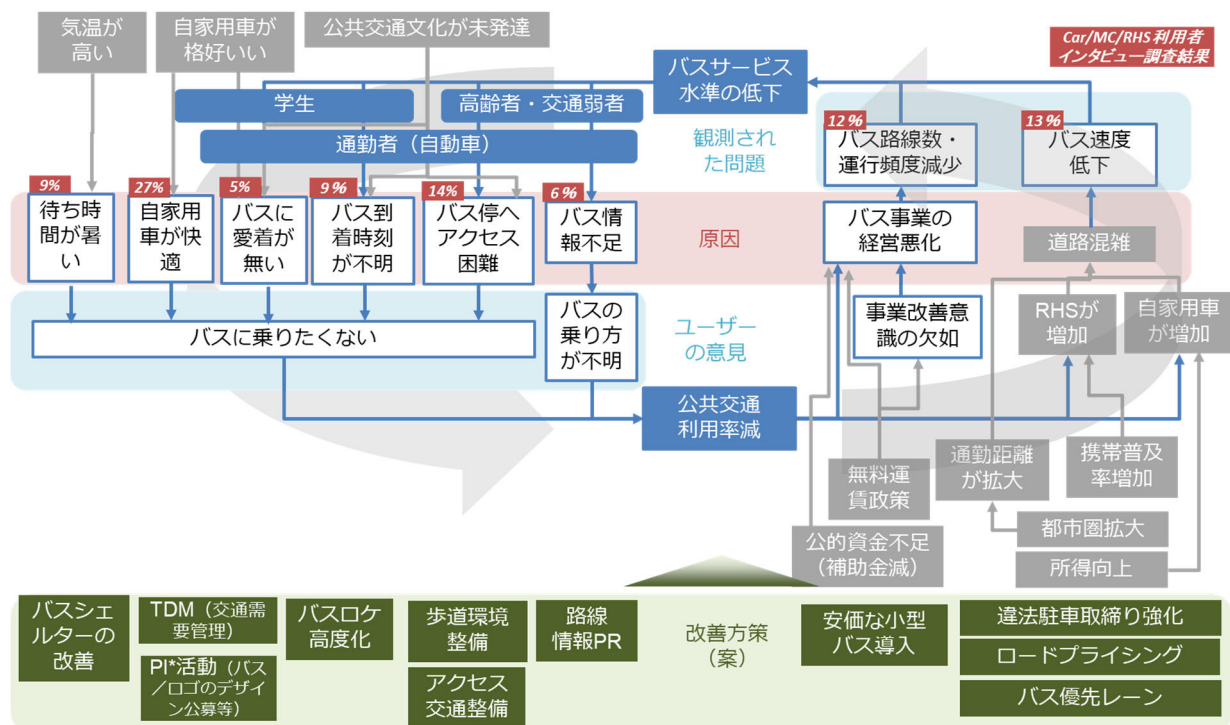 気温が
高い
自家用車が
格好いい
公共交通文化が未発達
Car/MC/RHS利用者
インタビュー調査結果
バスサービス
水準の低下
学生
高齢者・交通弱者
通勤者（自動車）
観測され
た問題
12%
バス路線数・
運行頻度減少
13%
バス速度
低下
9%
待ち時
間が暑
い
27%
自家用
車が快
適
5%
バスに
愛着が
無い
9%
バス到
着時刻
が不明
14%
バス停へ
アクセス
困難
6%
バス情
報不足
原因
バス事業の
経営悪化
道路混雑
バスに乗りたくない
バスの
乗り方
が不明
ユーザー
の意見
事業改善意
識の欠如
RHSが
増加
自家用車
が増加
公共交通
利用率減
無料運
賃政策
通勤距離
が拡大
携帯普及
率増加
公的資金不足
（補助金減）
都市圏拡大
所得向上
バスシェ
ルターの
改善
TDM（交通需
要管理）
PI*活動（バス
／ロゴのデザイ
ン公募等）
バスロケ
高度化
歩道環境
整備
アクセス
交通整備
路線
情報PR
改善方策
（案）
安価な小型
バス導入
違法駐車取締り強化
ロードプライシング
バス優先レーン